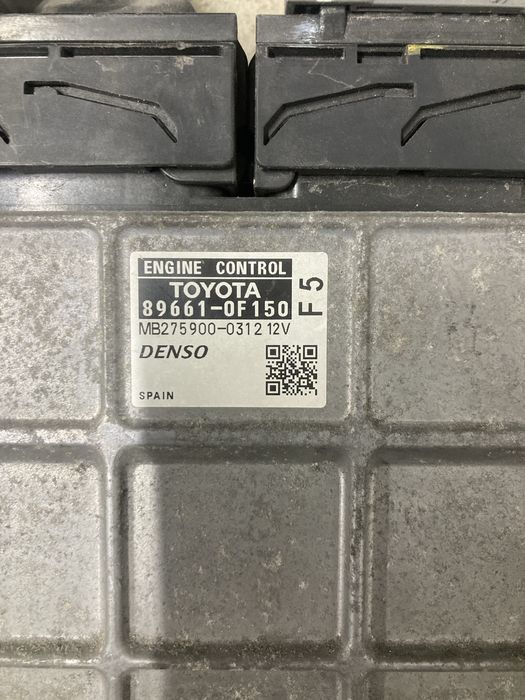 ENGINE CONTROL
TOYOTA
89661-0F150
F5
MB275900-0312 12V
DENSO
SPAIN